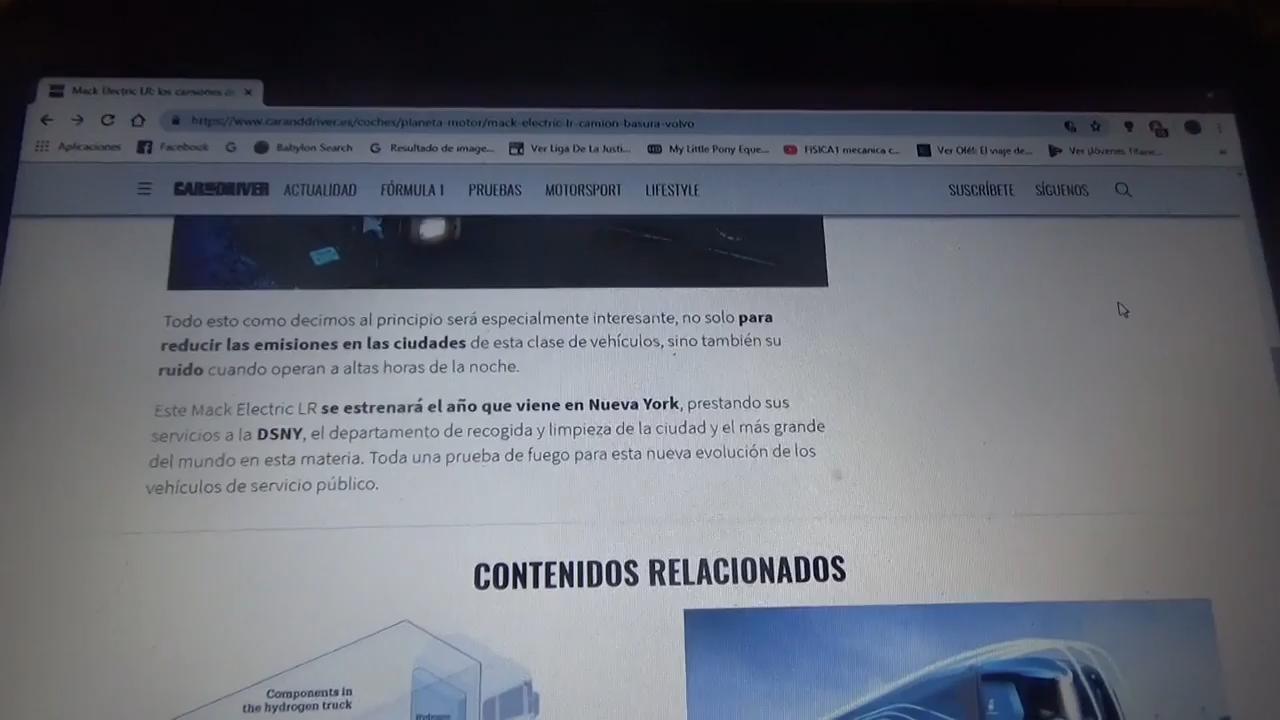 Mack Electric LR: los camiones de
https://www.caranddriver.es/coches/planeta-motor/mack-electric-lr-camion-basura-volvo
Aplicaciones Facebook Babylon Search Resultado de image... Ver Liga De La Justi... My Little Pony Eque... FISICA1 mecanica c... Ver Olé!: El viaje de... Ver ¡Jóvenes Titane...
CAR AND DRIVER ACTUALIDAD FÓRMULA 1 PRUEBAS MOTORSPORT LIFESTYLE SUSCRÍBETE SÍGUENOS
Todo esto como decimos al principio será especialmente interesante, no solo para
reducir las emisiones en las ciudades de esta clase de vehículos, sino también su
ruido cuando operan a altas horas de la noche.
Este Mack Electric LR se estrenará el año que viene en Nueva York, prestando sus
servicios a la DSNY, el departamento de recogida y limpieza de la ciudad y el más grande
del mundo en esta materia. Toda una prueba de fuego para esta nueva evolución de los
vehículos de servicio público.
CONTENIDOS RELACIONADOS
Components in
the hydrogen truck
Hydrogen